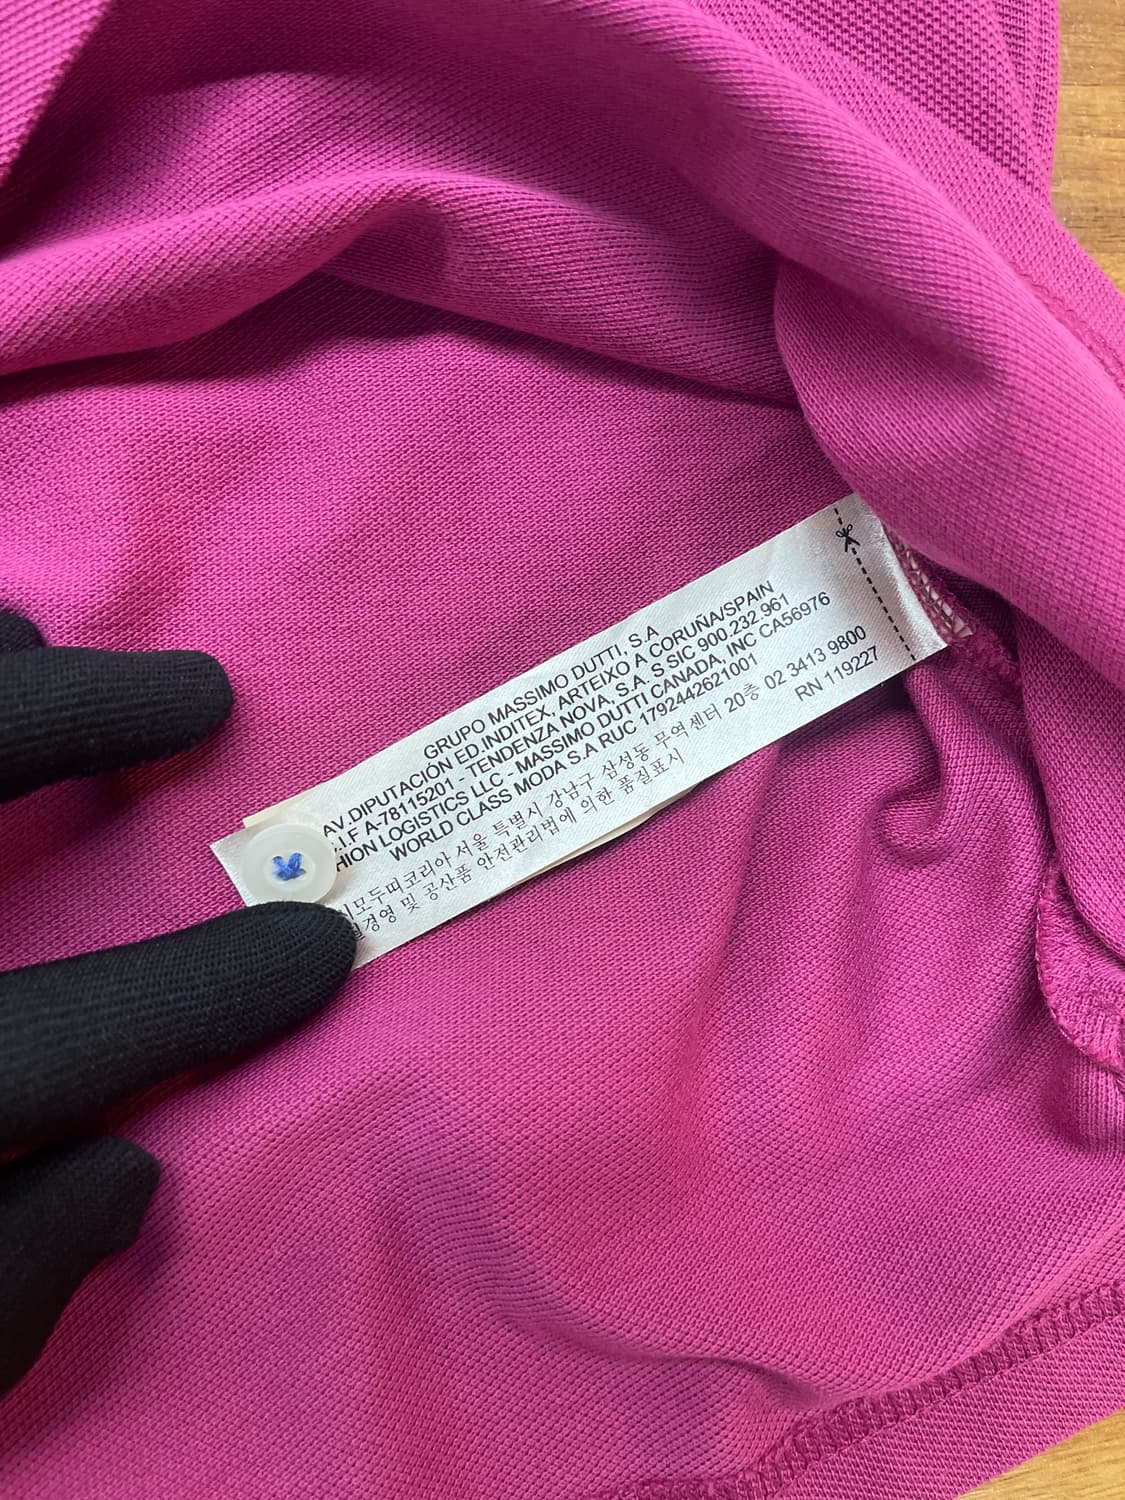 GRUPO MASSIMO DUTTI, S.A
AV.DIPUTACIÓN ED.INDITEX, ARTEIXO A CORUÑA/SPAIN
.I.F A-78115201 - TENDENZA NOVA, S.A. S SIC 900.232.961
HION LOGISTICS LLC - MASSIMO DUTTI CANADA, INC CA56976
WORLD CLASS MODA S.A RUC 1792442621001
시모두띠코리아 서울 특별시 강남구 삼성동 무역센터 20층 02 3413 9800
경영 및 공산품 안전관리법에 의한 품질표시
RN 119227